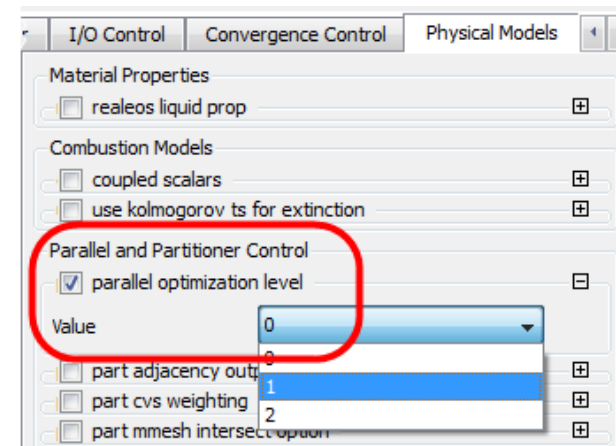 I/O Control Convergence Control Physical Models
Material Properties
realeos liquid prop
Combustion Models
coupled scalars
use kolmogorov ts for extinction
Parallel and Partitioner Control
parallel optimization level
Value 0
part adjacency
1
part cvs weighting
2
part mmesh intersect option